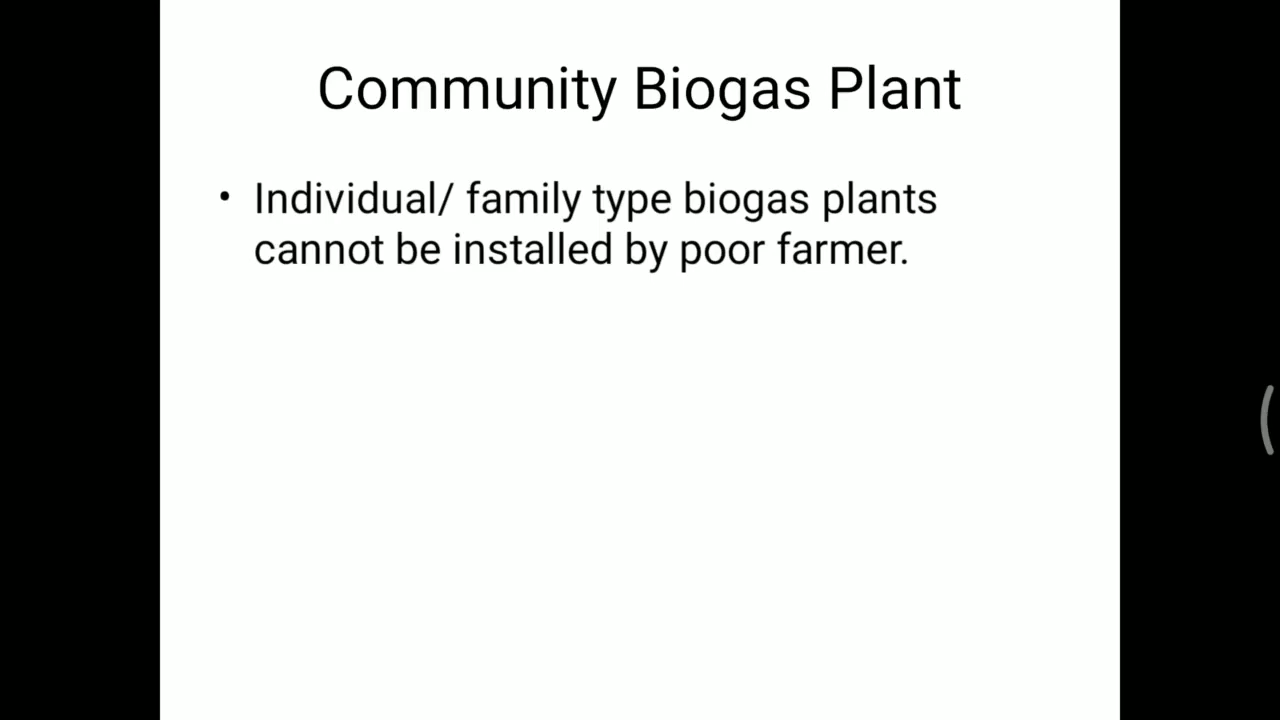 Community Biogas Plant
• Individual/ family type biogas plants
cannot be installed by poor farmer.